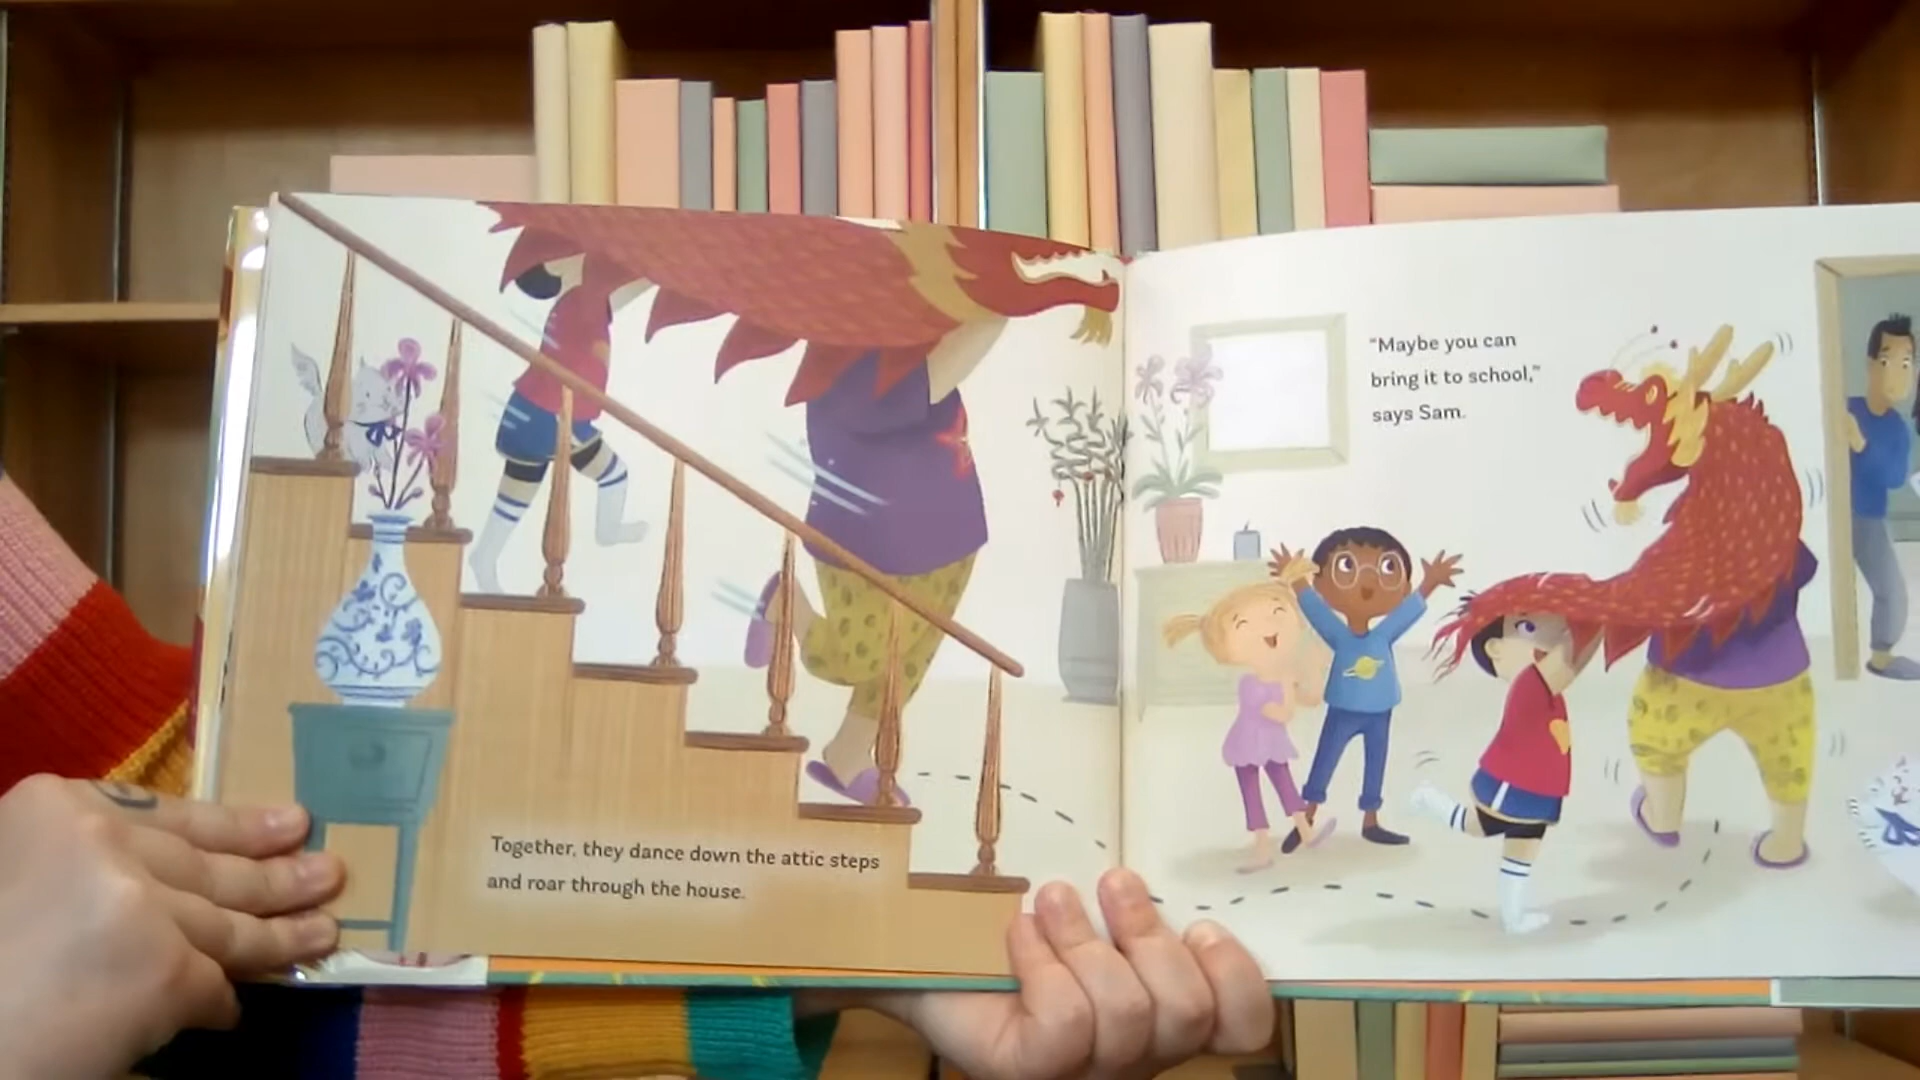 Together, they dance down the attic steps
and roar through the house.
"Maybe you can
bring it to school,"
says Sam.